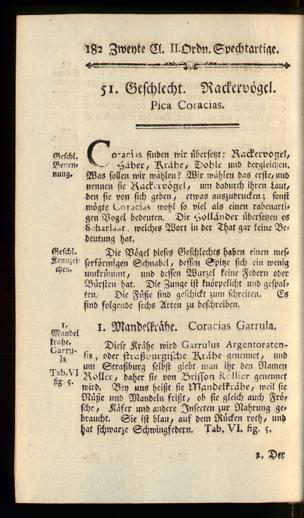 182 Zweyte Cl. II. Ordn. Spechtartige.
51. Geschlecht. Rackervögel.
Pica Coracias.
Geschl.
Benen-
nung.
Coracias finden wir übersetzt: Rackervogel,
Häher, Krähe, Dohle und dergleichen.
Was sollen wir wählen? Wir wählen das erste, und
nennen sie Rackervögel, um dadurch ihren Laut,
den sie von sich geben, etwas auszudrucken; sonst
mögte Coracias wohl so viel als einen rabenarti-
gen Vogel bedeuten. Die Holländer übersetzen es
Scharlaar, welches Wort in der That gar keine Be-
deutung hat.
Geschl.
Kennzei-
chen.
Die Vögel dieses Geschlechts haben einen mes-
serförmigen Schnabel, dessen Spitze sich ein wenig
umkrümmt, und dessen Wurzel keine Federn oder
Bürsten hat. Die Zunge ist knörpelicht und gespal-
ten. Die Füße sind geschickt zum schreiten. Es
sind folgende sechs Arten zu beschreiben.
1.
Mandel
krähe.
Garru-
la
Tab. VI
fig. 5.
1. Mandelkrähe. Coracias Garrula.
Diese Krähe wird Garrulus Argentoraten-
sis, oder straßburgische Krähe genennet, und
um Straßburg selbst giebt man ihr den Namen
Roller, daher sie von Brisson Rollier genennet
wird. Bey uns heißt sie Mandelkrähe, weil sie
Nüße und Mandeln frißt, ob sie gleich auch Frö-
sche, Käfer und andere Insecten zur Nahrung ge-
braucht. Sie ist blau, auf dem Rücken roth, und
hat schwarze Schwingfedern. Tab. VI. fig. 5.
2. Der